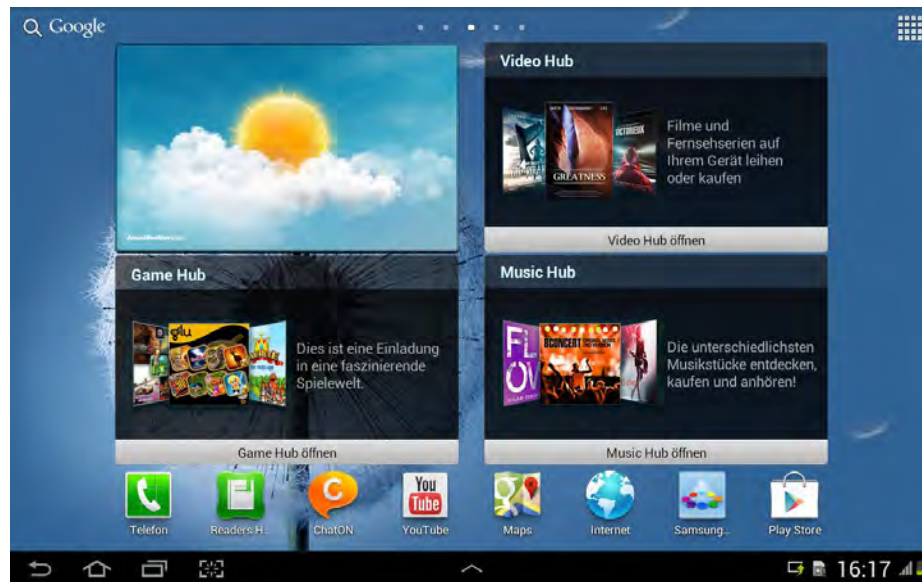 Google
Video Hub
Filme und
Fernsehserien auf
Ihrem Gerät leihen
oder kaufen
GREATNESS
Video Hub öffnen
Game Hub
glu
Dies ist eine Einladung
in eine faszinierende
Spielewelt.
Game Hub öffnen
Music Hub
FL
OV
Die unterschiedlichsten
Musikstücke entdecken,
kaufen und anhören!
Music Hub öffnen
Telefon
Readers H..
C
ChatON
You
Tube
YouTube
Maps
Internet
Samsung..
Play Store
16:17